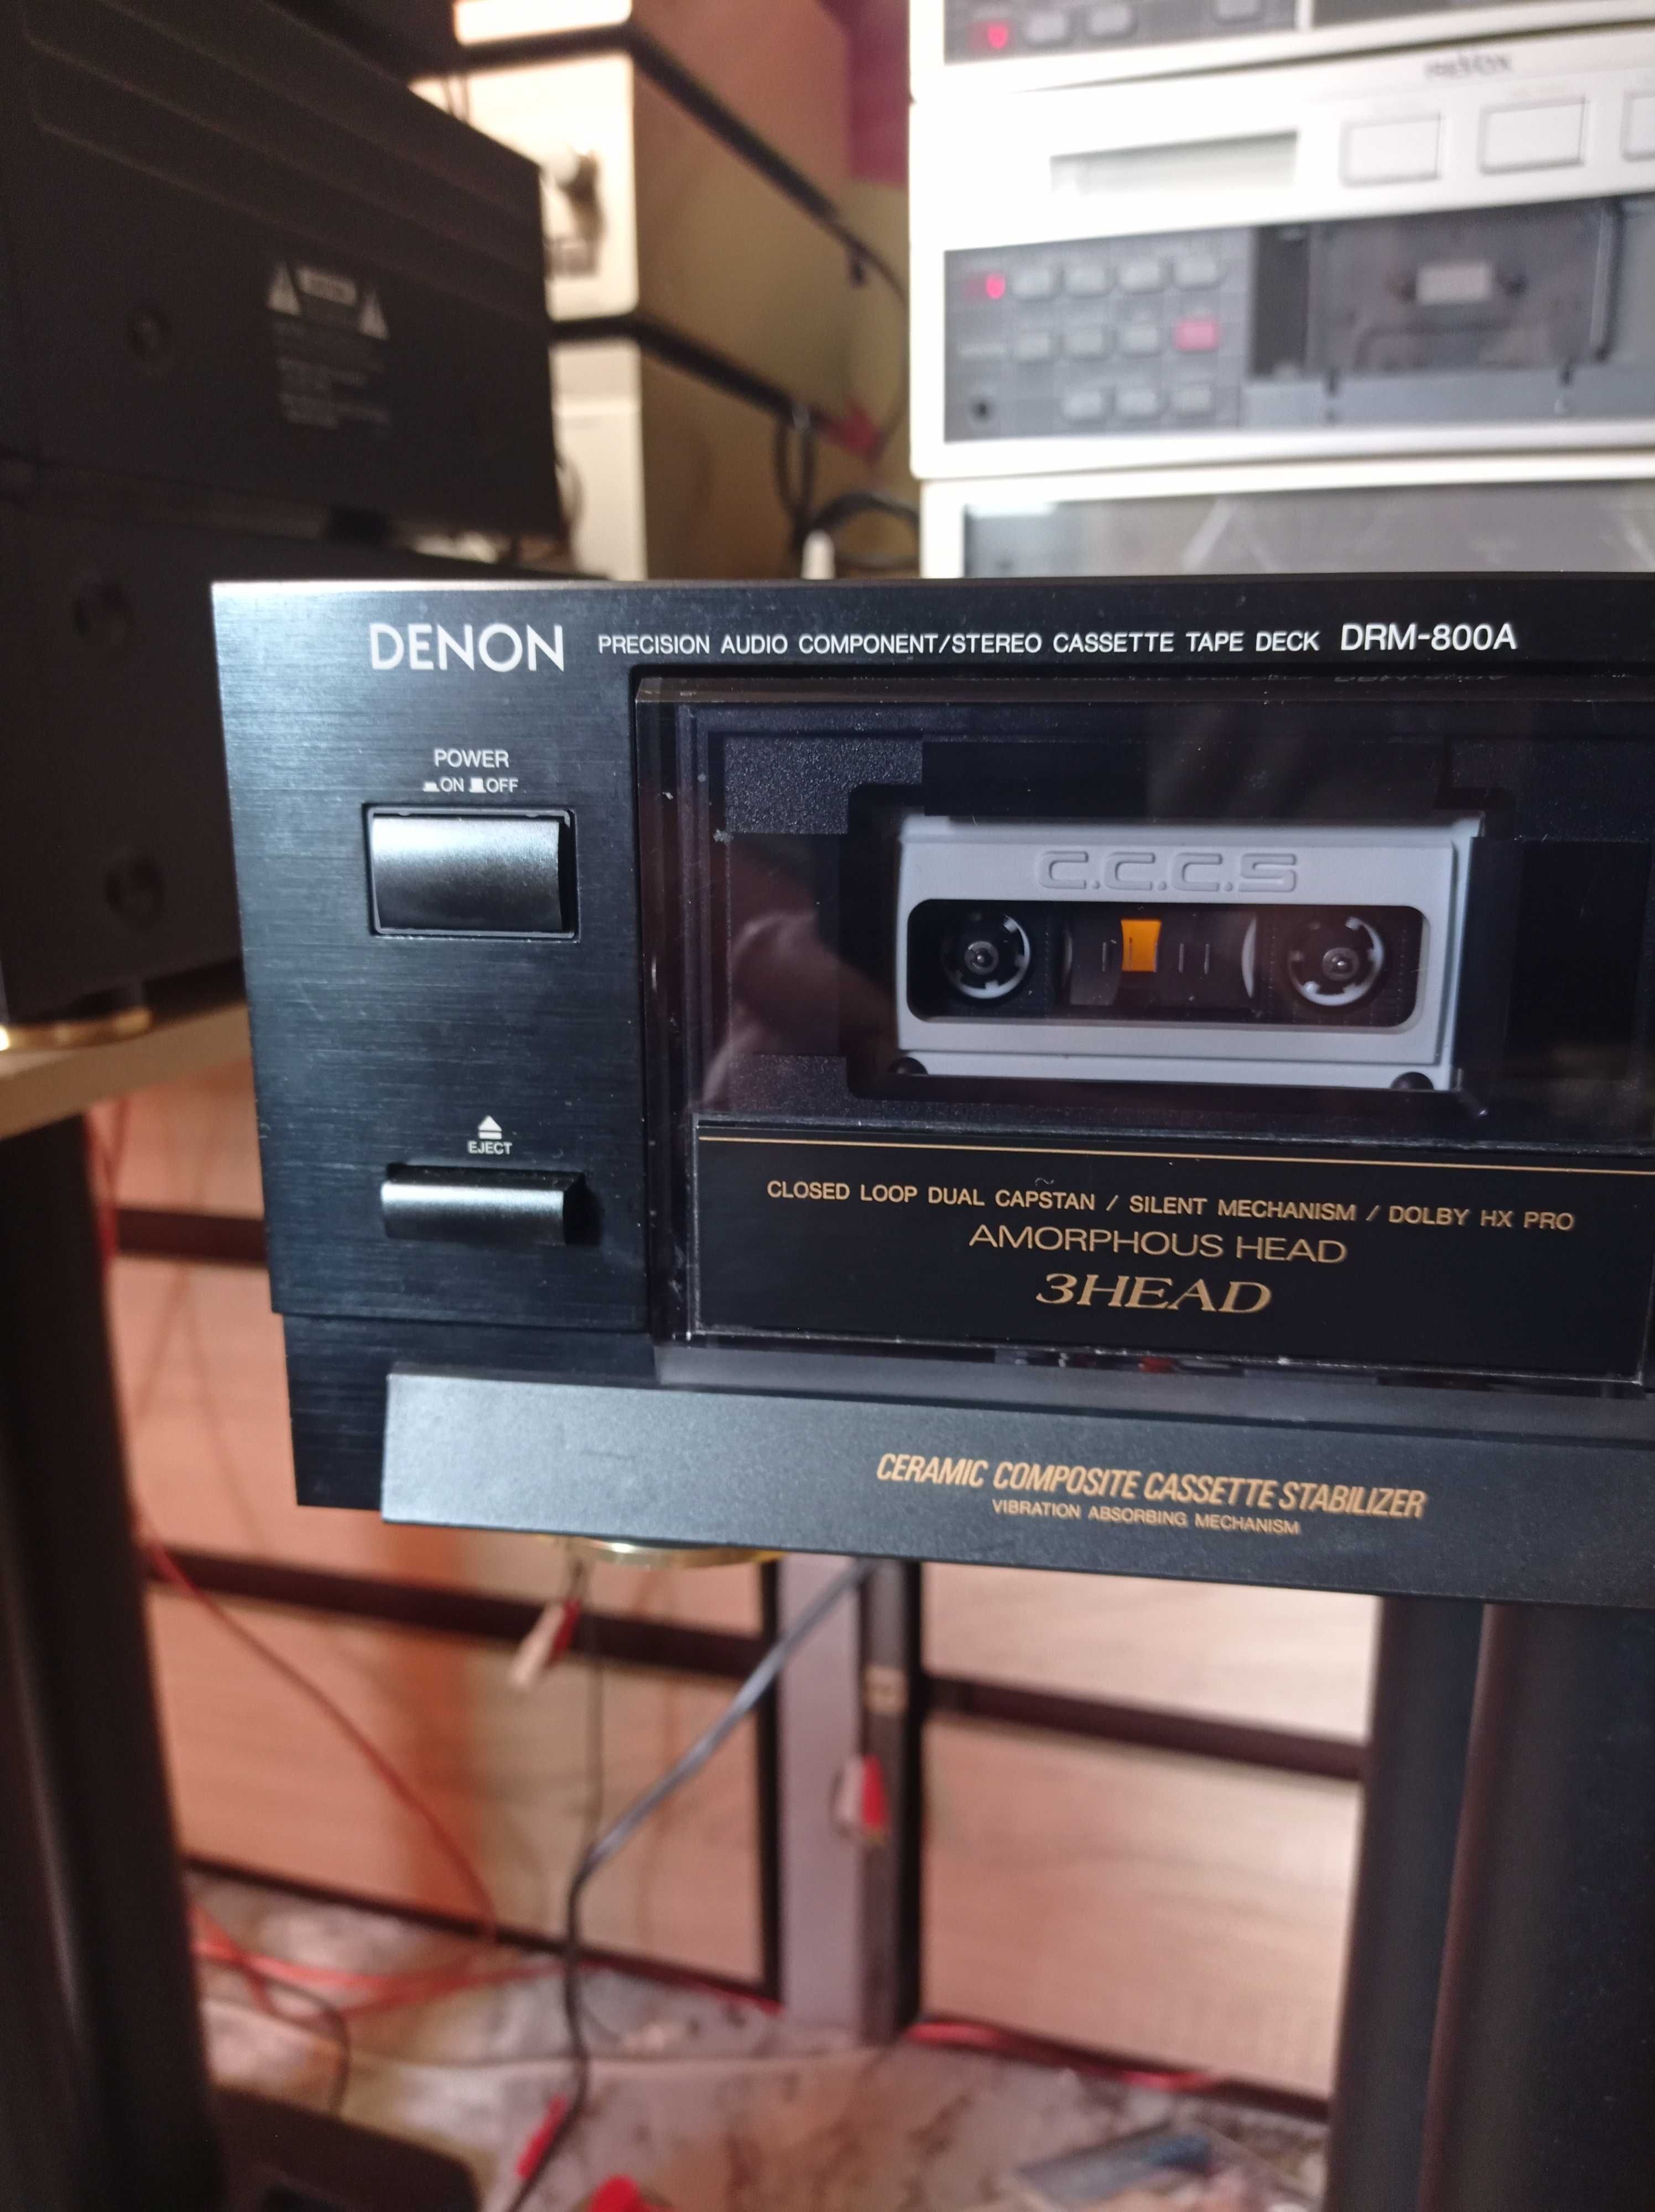 REVOX
DENON PRECISION AUDIO COMPONENT/STEREO CASSETTE TAPE DECK DRM-800A
POWER
ON OFF
C.C.C.S
EJECT
CLOSED LOOP DUAL CAPSTAN / SILENT MECHANISM / DOLBY HX PRO
AMORPHOUS HEAD
3HEAD
CERAMIC COMPOSITE CASSETTE STABILIZER
VIBRATION ABSORBING MECHANISM